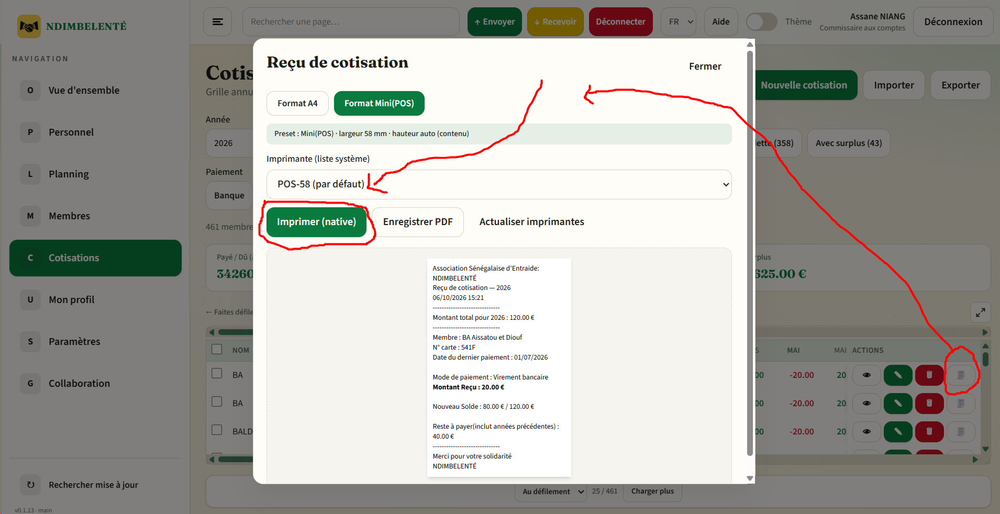 NDIMBELENTÉ
NAVIGATION
O Vue d'ensemble
P Personnel
L Planning
M Membres
C Cotisations
U Mon profil
S Paramètres
G Collaboration
↻ Rechercher mise à jour
v0.1.13 · main
Rechercher une page...
↑ Envoyer
↓ Recevoir
Déconnecter
FR
Aide
Thème
Assane NIANG
Commissaire aux comptes
Déconnexion
Cotis
Grille annu
Nouvelle cotisation
Importer
Exporter
Année
2026
ette (358)
Avec surplus (43)
Paiement
Banque
461 membre
Payé / Dû (
34260
rplus
625.00 €
← Faites défile
NOM
S
MAI
MAI
ACTIONS
BA
00
-20.00
20
BA
00
-20.00
20
BALD
00
-20.00
20
Au défilement
25 / 461
Charger plus
Reçu de cotisation
Fermer
Format A4
Format Mini(POS)
Preset : Mini(POS) · largeur 58 mm · hauteur auto (contenu)
Imprimante (liste système)
POS-58 (par défaut)
Imprimer (native)
Enregistrer PDF
Actualiser imprimantes
Association Sénégalaise d'Entraide:
NDIMBELENTÉ
Reçu de cotisation — 2026
06/10/2026 15:21
------------------------------
Montant total pour 2026 : 120.00 €
------------------------------
Membre : BA Aissatou et Diouf
N° carte : 541F
Date du dernier paiement : 01/07/2026
Mode de paiement : Virement bancaire
Montant Reçu : 20.00 €
Nouveau Solde : 80.00 € / 120.00 €
Reste à payer(inclut années précédentes) :
40.00 €
------------------------------
Merci pour votre solidarité
NDIMBELENTÉ